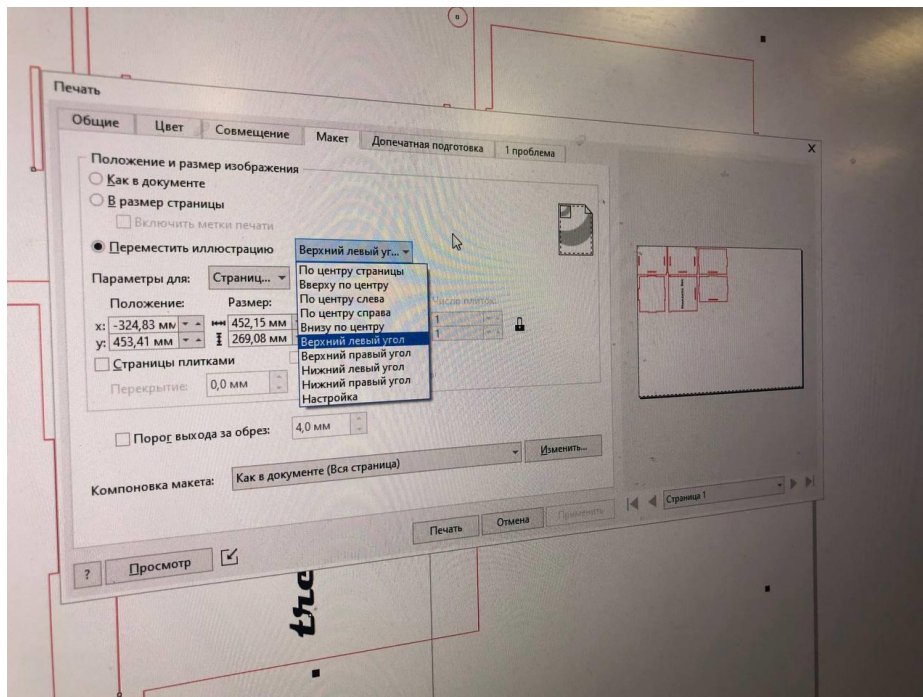 Печать
Общие
Цвет
Совмещение
Макет
Допечатная подготовка
1 проблема
X
Положение и размер изображения
Как в документе
В размер страницы
Включить метки печати
Переместить иллюстрацию
Верхний левый уг...
По центру страницы
Вверху по центру
По центру слева
По центру справа
Внизу по центру
Верхний левый угол
Верхний правый угол
Нижний левый угол
Нижний правый угол
Настройка
Параметры для:
Страниц...
Положение:
Размер:
Число плиток:
x: -324,83 мм
452,15 мм
1
y: 453,41 мм
269,08 мм
1
Страницы плитками
Перекрытие:
0,0 мм
Порог выхода за обрез:
4,0 мм
Компоновка макета:
Как в документе (Вся страница)
Изменить...
Страница 1
Печать
Отмена
Применить
?
Просмотр
tre